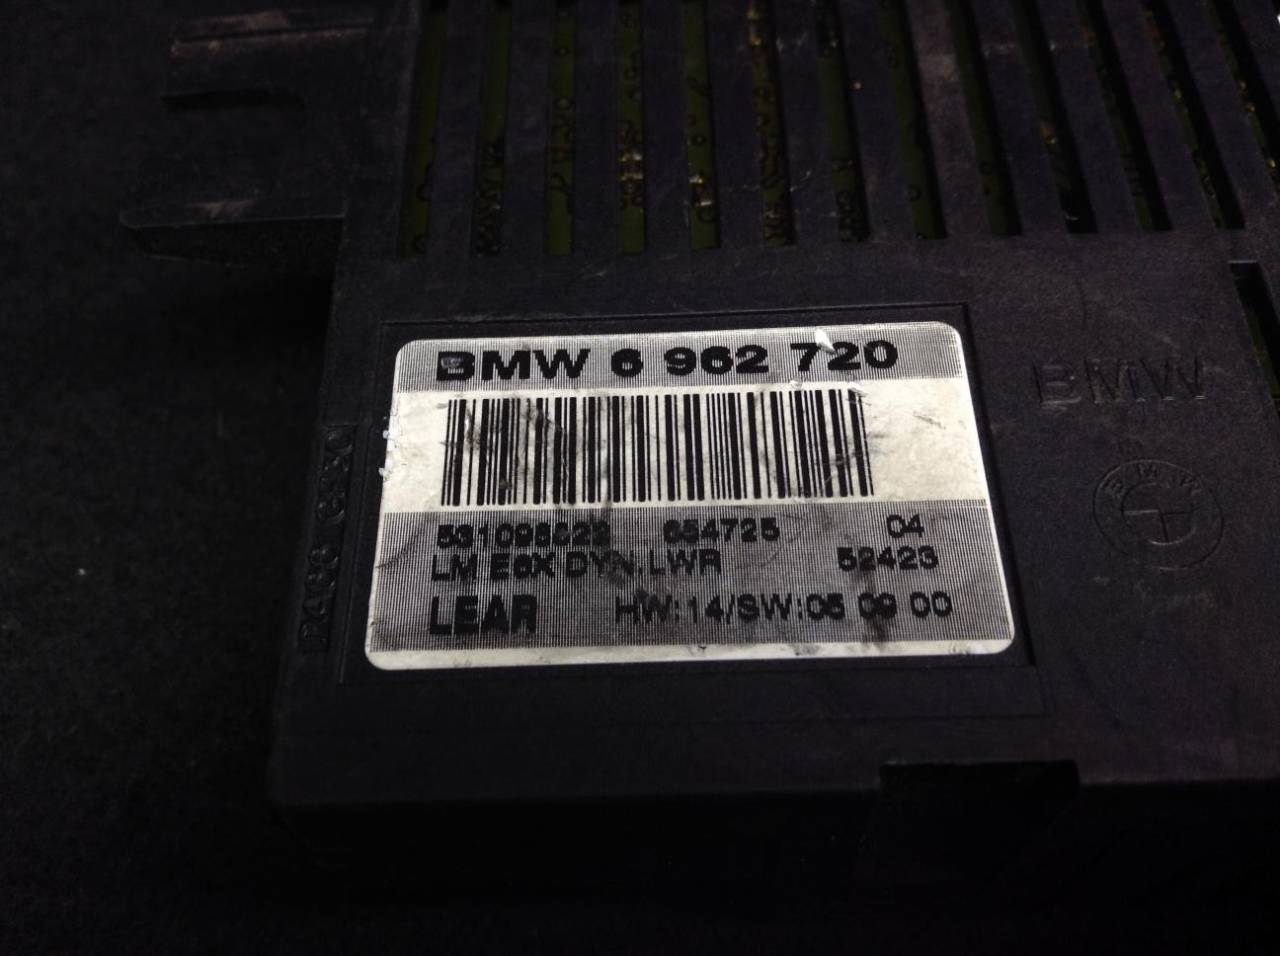 BMW 6 962 720
654725 04
LM E6X DYN. LWR 52423
LEAR HW:14/SW:05 09 00
BMW
BMW